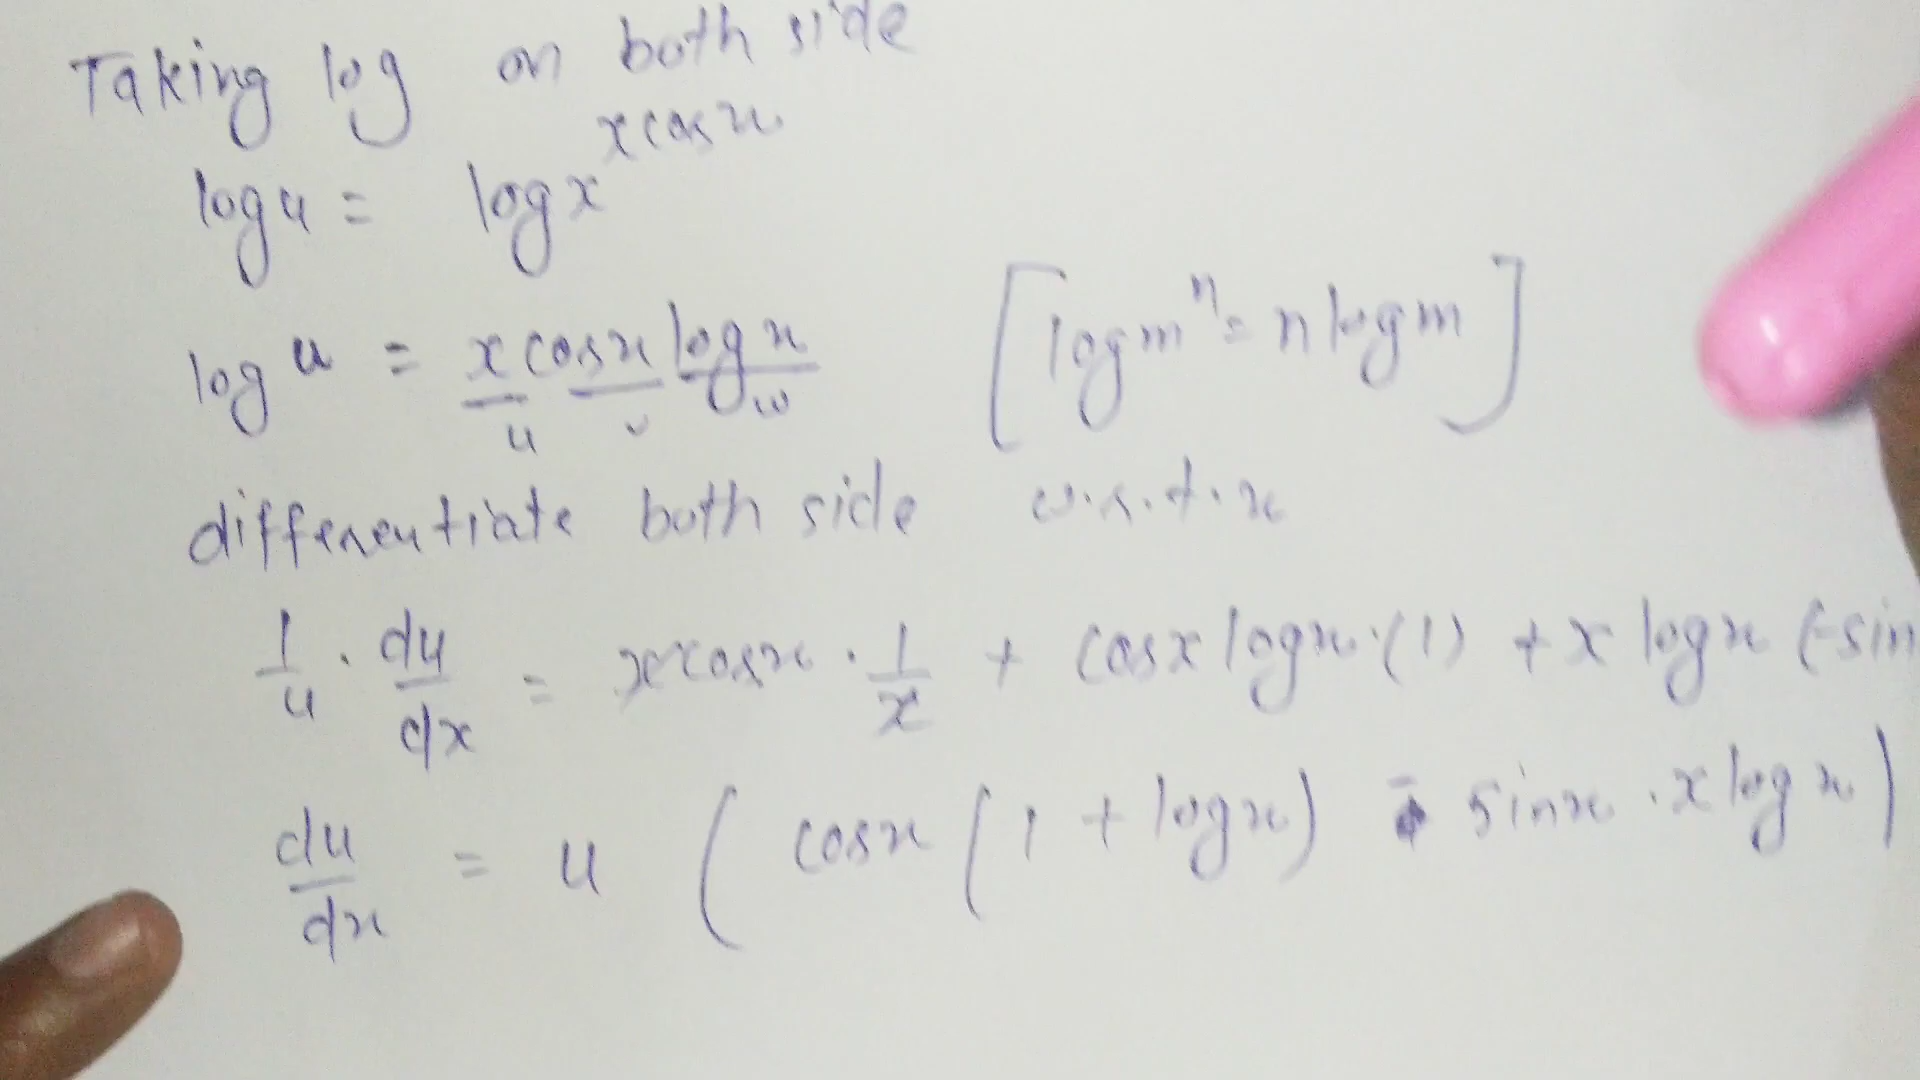 Taking log on both side
log u = log x^(x cos x)
log u = x cos x log x [log m^n = n log m]
u v w
differentiate both side w.r.t.x
1/u . du/dx = x cos x . 1/x + cos x log x . (1) + x log x (-sin
du/dx = u ( cos x (1 + log x) - sin x . x log x )